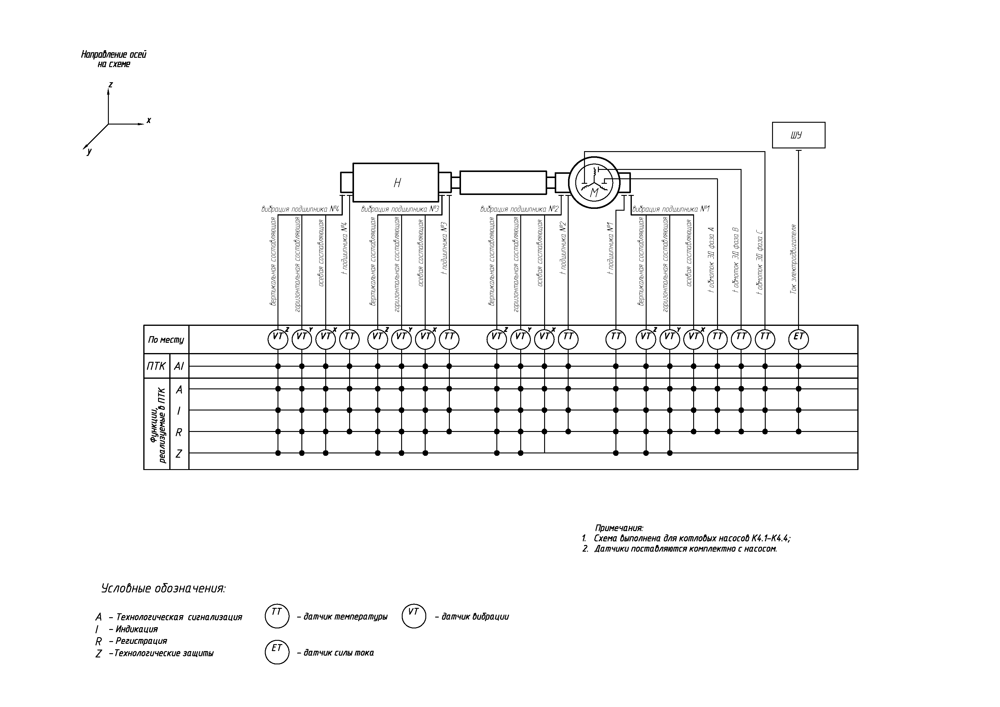 Направление осей
на схеме
z
x
y
ШУ
Н
М
вибрация подшипника №4
вибрация подшипника №3
вибрация подшипника №2
вибрация подшипника №1
вертикальная составляющая
горизонтальная составляющая
осевая составляющая
t подшипника №4
вертикальная составляющая
горизонтальная составляющая
осевая составляющая
t подшипника №3
вертикальная составляющая
горизонтальная составляющая
осевая составляющая
t подшипника №2
t подшипника №1
вертикальная составляющая
горизонтальная составляющая
осевая составляющая
t обмоток ЭД фаза А
t обмоток ЭД фаза В
t обмоток ЭД фаза С
Ток электродвигателя
По месту
VT Z VT Y VT X TT VT Z VT Y VT X TT VT Z VT Y VT X TT TT VT Z VT Y VT X TT TT TT ET
ПТК AI
Функции,
реализуемые в ПТК
A
I
R
Z
Примечания:
1. Схема выполнена для котловых насосов К4.1-К4.4;
2. Датчики поставляются комплектно с насосом.
Условные обозначения:
A - Технологическая сигнализация
I - Индикация
R - Регистрация
Z - Технологические защиты
TT - датчик температуры
VT - датчик вибрации
ET - датчик силы тока